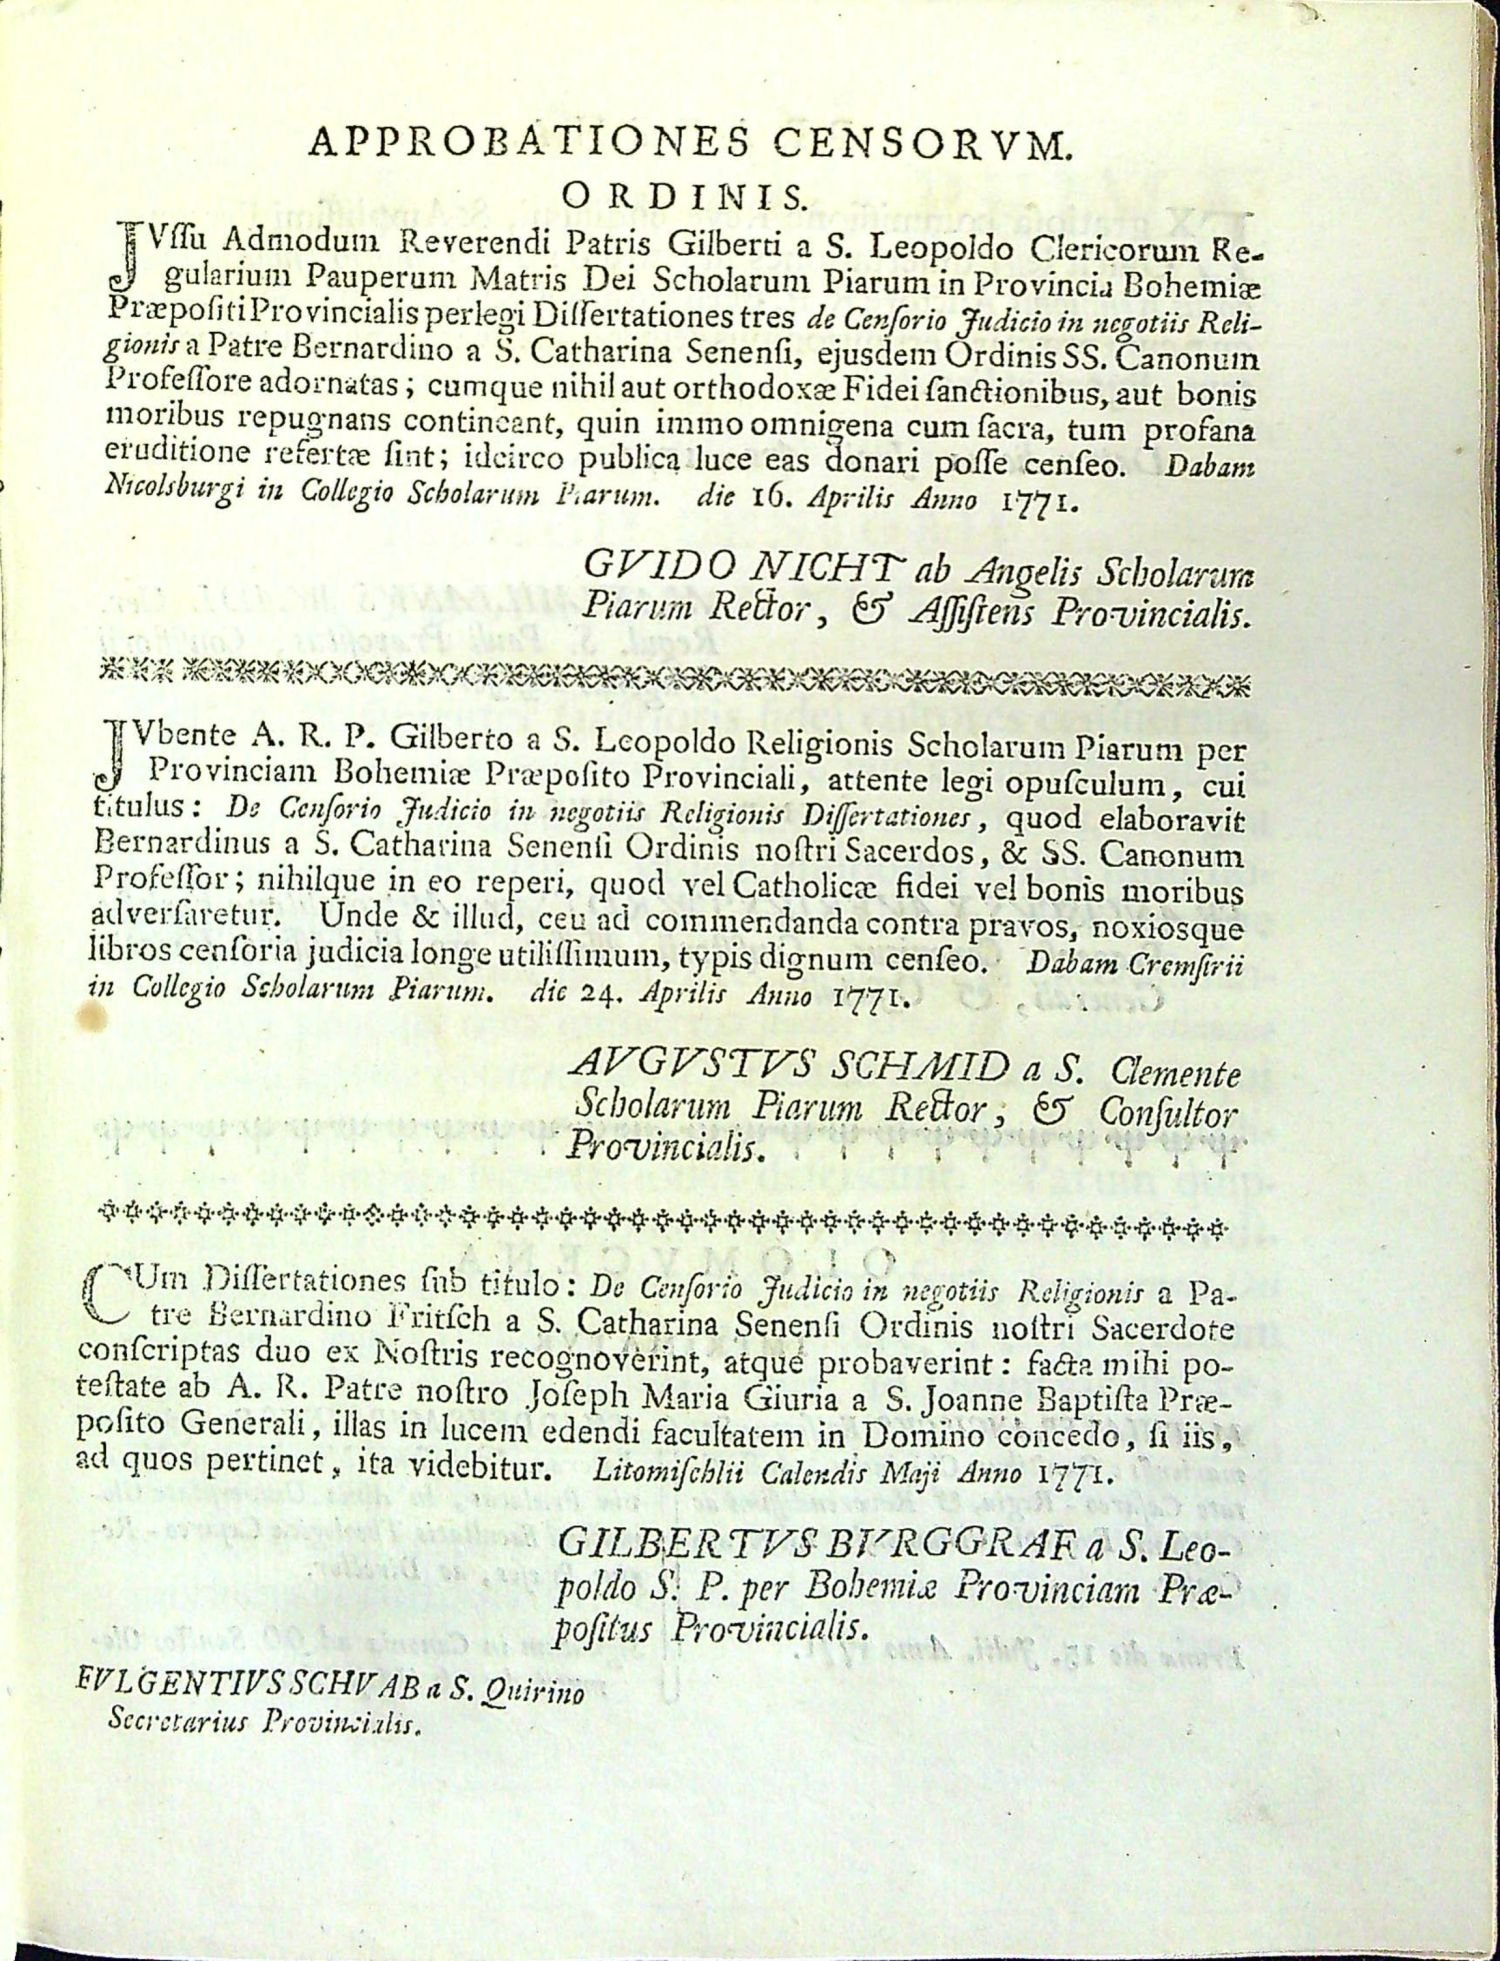 APPROBATIONES CENSORVM.
ORDINIS.
JVſſu Admodum Reverendi Patris Gilberti a S. Leopoldo Clericorum Re-
gularium Pauperum Matris Dei Scholarum Piarum in Provincia Bohemiæ
Præpoſiti Provincialis perlegi Diſſertationes tres de Cenſorio Judicio in negotiis Reli-
gionis a Patre Bernardino a S. Catharina Senenſi, ejusdem Ordinis SS. Canonum
Profeſſore adornatas; cumque nihil aut orthodoxæ Fidei ſanctionibus, aut bonis
moribus repugnans contineant, quin immo omnigena cum ſacra, tum profana
eruditione refertæ ſint; idcirco publica luce eas donari poſſe cenſeo. Dabam
Nicolsburgi in Collegio Scholarum Piarum. die 16. Aprilis Anno 1771.
GVIDO NICHT ab Angelis Scholarum
Piarum Rector, & Aſſiſtens Provincialis.
JVbente A. R. P. Gilberto a S. Leopoldo Religionis Scholarum Piarum per
Provinciam Bohemiæ Præpoſito Provinciali, attente legi opuſculum, cui
titulus: De Cenſorio Judicio in negotiis Religionis Diſſertationes, quod elaboravit
Bernardinus a S. Catharina Senenſi Ordinis noſtri Sacerdos, & SS. Canonum
Profeſſor; nihilque in eo reperi, quod vel Catholicæ fidei vel bonis moribus
adverſaretur. Unde & illud, ceu ad commendanda contra pravos, noxiosque
libros cenſoria judicia longe utiliſſimum, typis dignum cenſeo. Dabam Cremſirii
in Collegio Scholarum Piarum. die 24. Aprilis Anno 1771.
AVGVSTVS SCHMID a S. Clemente
Scholarum Piarum Rector, & Conſultor
Provincialis.
CUm Diſſertationes ſub titulo: De Cenſorio Judicio in negotiis Religionis a Pa-
tre Bernardino Fritſch a S. Catharina Senenſi Ordinis noſtri Sacerdote
conſcriptas duo ex Noſtris recognoverint, atque probaverint: facta mihi po-
teſtate ab A. R. Patre noſtro Joſeph Maria Giuria a S. Joanne Baptiſta Præ-
poſito Generali, illas in lucem edendi facultatem in Domino concedo, ſi iis,
ad quos pertinet, ita videbitur. Litomiſchlii Calendis Maji Anno 1771.
GILBERTVS BVRGGRAF a S. Leo-
poldo S. P. per Bohemiæ Provinciam Præ-
poſitus Provincialis.
FVLGENTIVS SCHVAB a S. Quirino
Secretarius Provincialis.